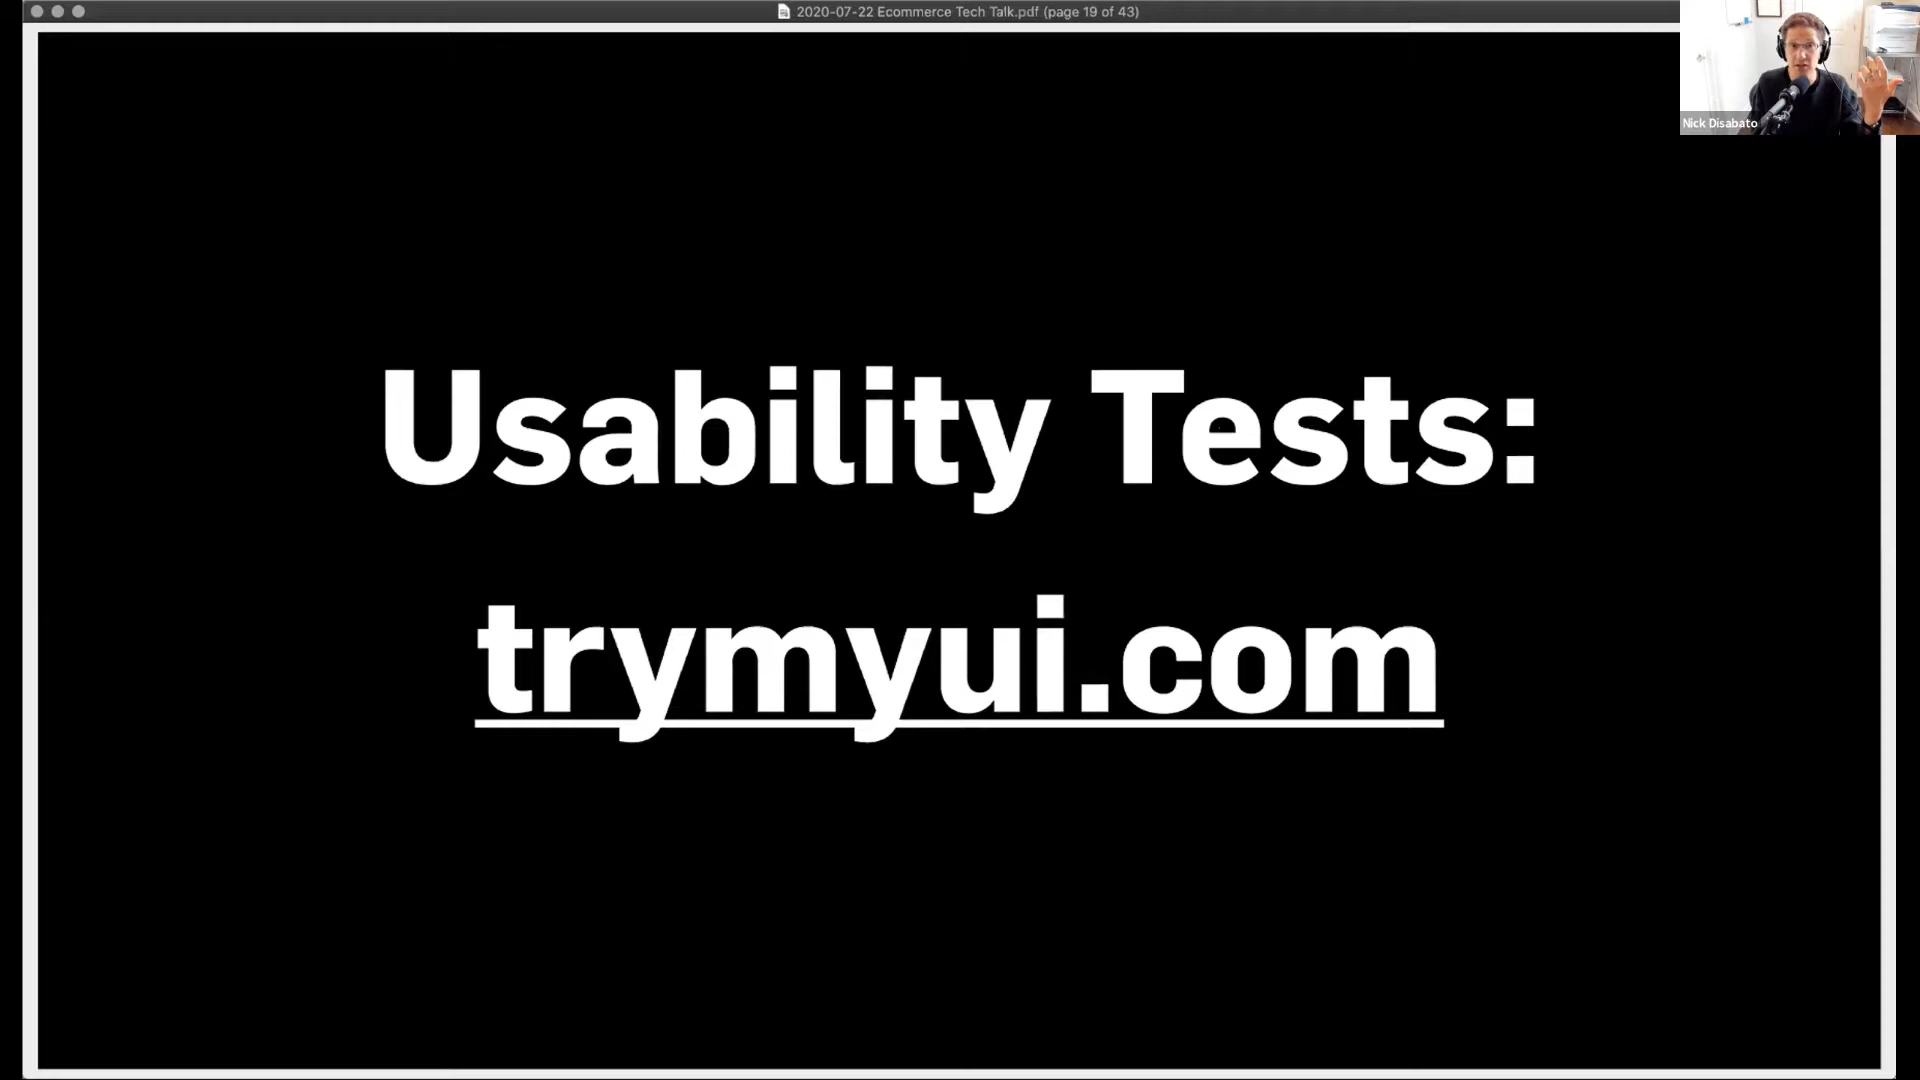 2020-07-22 Ecommerce Tech Talk.pdf (page 19 of 43)
Nick Disabato
Usability Tests:
trymyui.com